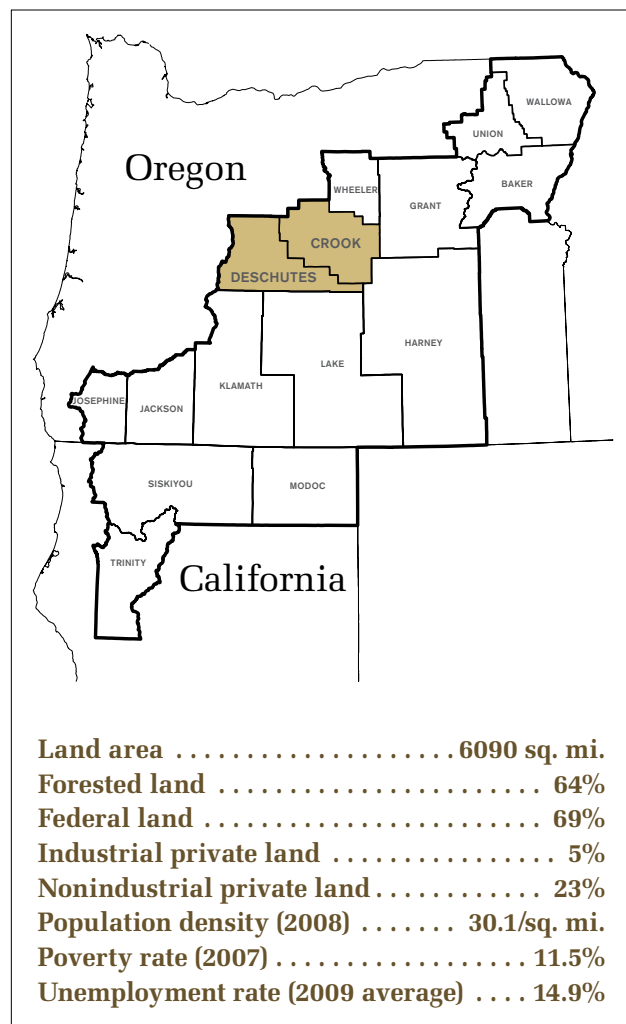 WALLOWA
UNION
Oregon
WHEELER
BAKER
GRANT
CROOK
DESCHUTES
HARNEY
LAKE
KLAMATH
JOSEPHINE
JACKSON
SISKIYOU
MODOC
TRINITY
California
Land area . . . . . . . . . . . . . . . . . . . . . 6090 sq. mi.
Forested land . . . . . . . . . . . . . . . . . . . . . . . . 64%
Federal land . . . . . . . . . . . . . . . . . . . . . . . . . 69%
Industrial private land . . . . . . . . . . . . . . . . 5%
Nonindustrial private land . . . . . . . . . . . . 23%
Population density (2008) . . . . . . . 30.1/sq. mi.
Poverty rate (2007) . . . . . . . . . . . . . . . . . . 11.5%
Unemployment rate (2009 average) . . . . 14.9%